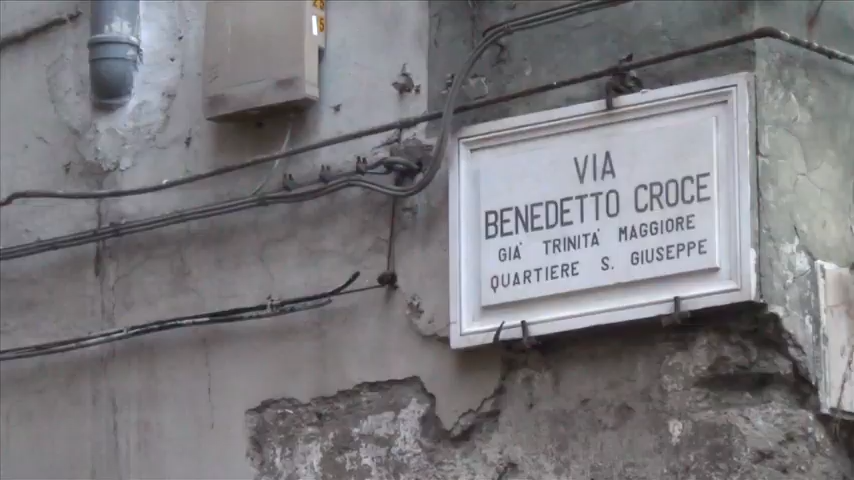 VIA
BENEDETTO CROCE
GIA' TRINITA' MAGGIORE
QUARTIERE S. GIUSEPPE